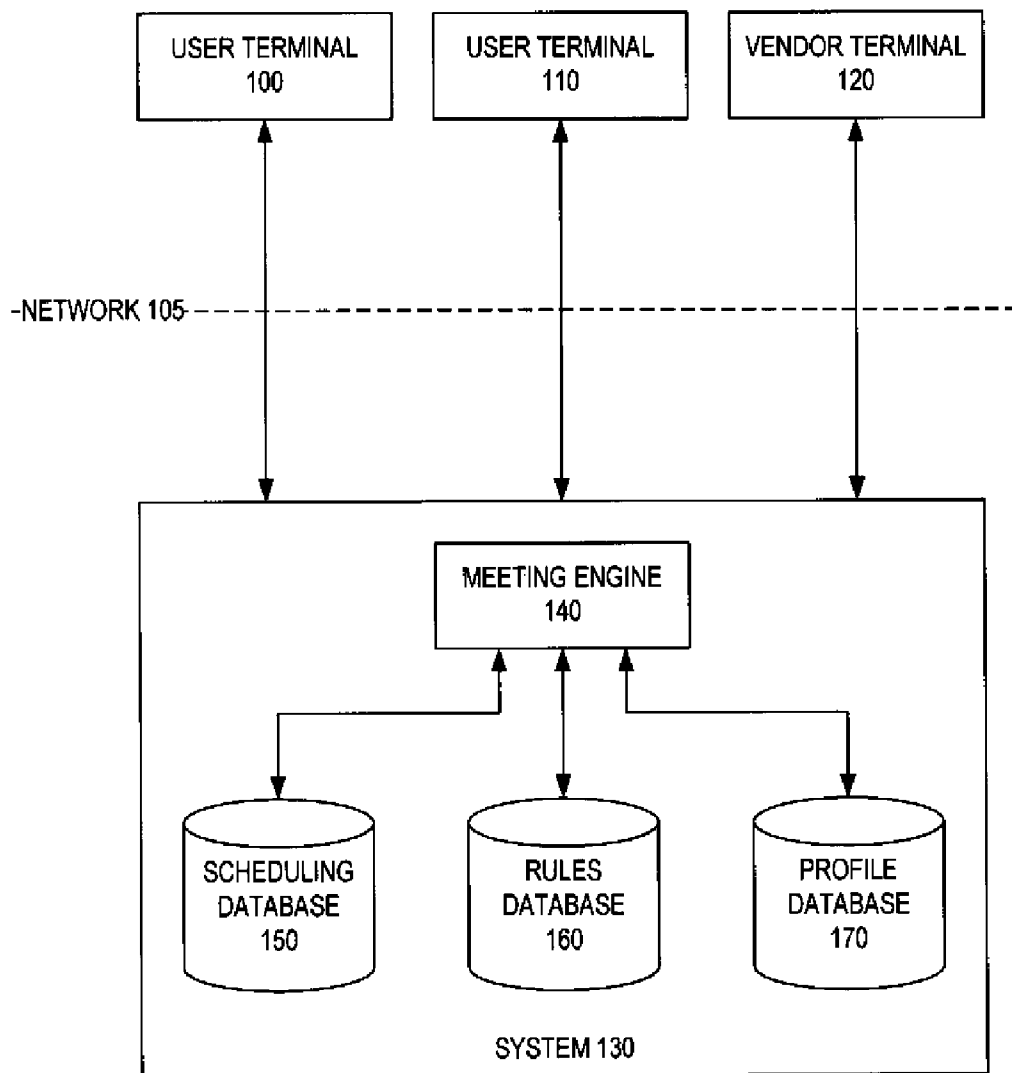 USER TERMINAL
100
USER TERMINAL
110
VENDOR TERMINAL
120
NETWORK 105
MEETING ENGINE
140
SCHEDULING
DATABASE
150
RULES
DATABASE
160
PROFILE
DATABASE
170
SYSTEM 130